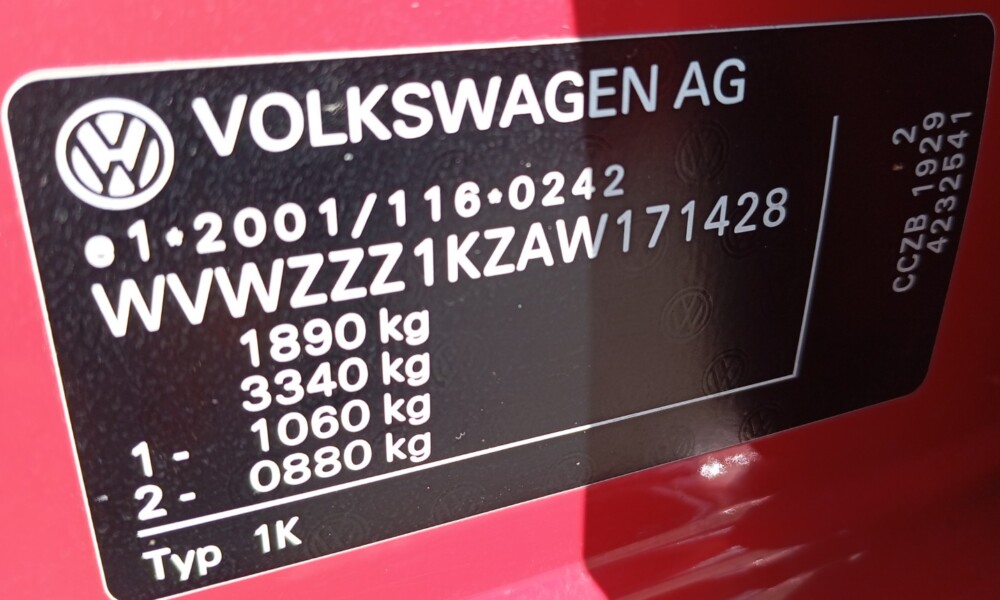 VOLKSWAGEN AG
e1*2001/116*0242
WVWZZZ1KZAW171428
1890 kg
3340 kg
1- 1060 kg
2- 0880 kg
Typ 1K
2
CCZB 1929
4232541